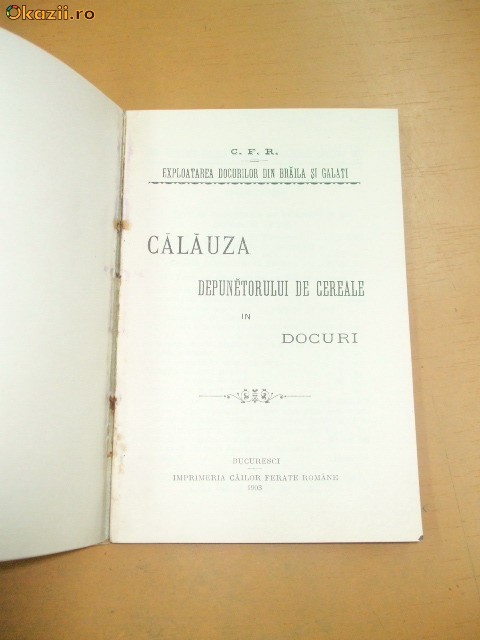 Okazii.ro
C. F. R.
EXPLOATAREA DOCURILOR DIN BRĂILA ȘI GALAȚI
CĂLĂUZA
DEPUNĔTORULUI DE CEREALE
IN
DOCURI
BUCURESCI
IMPRIMERIA CĂILOR FERATE ROMÂNE
1903